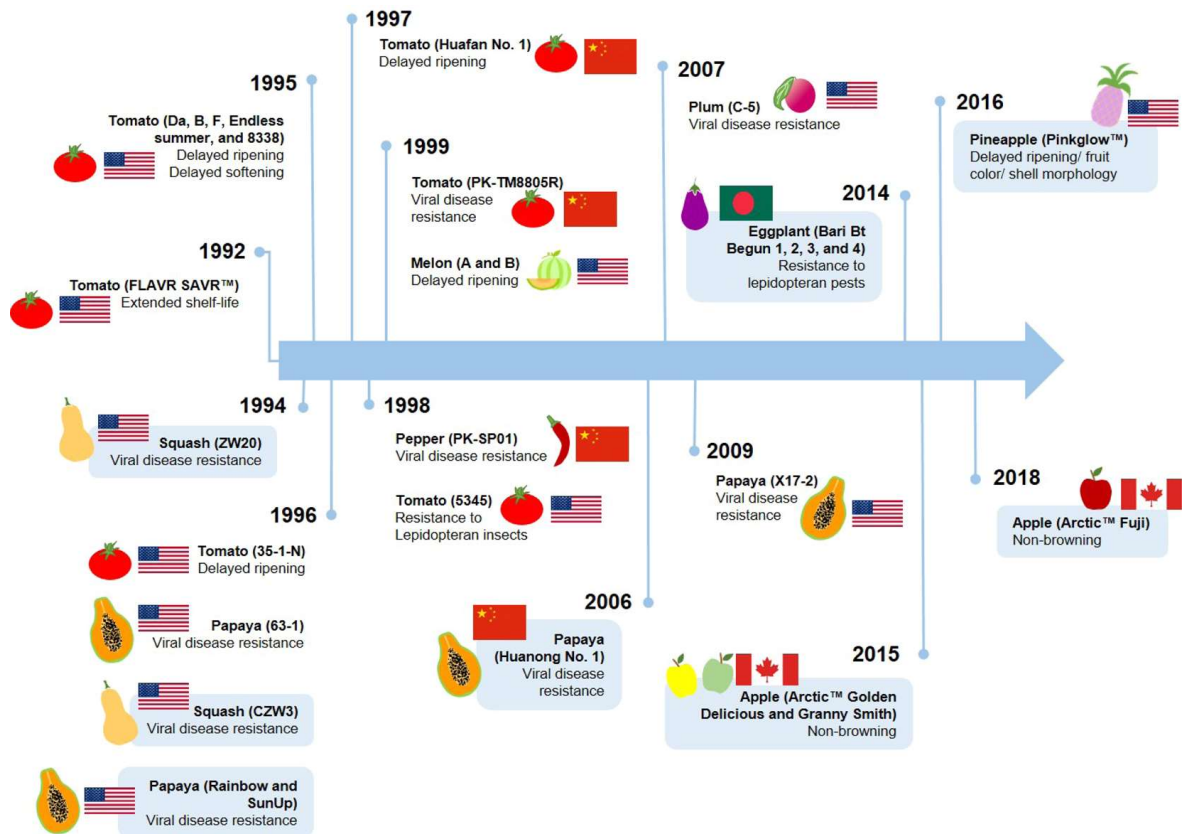 1997
Tomato (Huafan No. 1)
Delayed ripening
1995
Tomato (Da, B, F, Endless
summer, and 8338)
Delayed ripening
Delayed softening
1999
Tomato (PK-TM8805R)
Viral disease
resistance
Melon (A and B)
Delayed ripening
1992
Tomato (FLAVR SAVR™)
Extended shelf-life
2007
Plum (C-5)
Viral disease resistance
2014
Eggplant (Bari Bt
Begun 1, 2, 3, and 4)
Resistance to
lepidopteran pests
2016
Pineapple (Pinkglow™)
Delayed ripening/ fruit
color/ shell morphology
1994
Squash (ZW20)
Viral disease resistance
1996
Tomato (35-1-N)
Delayed ripening
Papaya (63-1)
Viral disease resistance
Squash (CZW3)
Viral disease resistance
Papaya (Rainbow and
SunUp)
Viral disease resistance
1998
Pepper (PK-SP01)
Viral disease resistance
Tomato (5345)
Resistance to
Lepidopteran insects
2006
Papaya
(Huanong No. 1)
Viral disease
resistance
2009
Papaya (X17-2)
Viral disease
resistance
2015
Apple (Arctic™ Golden
Delicious and Granny Smith)
Non-browning
2018
Apple (Arctic™ Fuji)
Non-browning